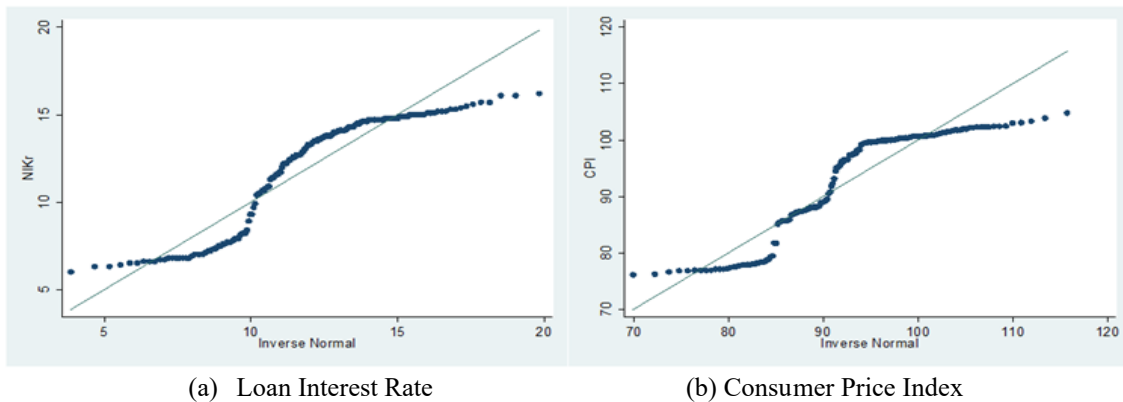 20
15
10
5
NIKr
5 10 15 20
Inverse Normal
120
110
100
90
80
70
CPI
70 80 90 100 110 120
Inverse Normal
(a) Loan Interest Rate
(b) Consumer Price Index